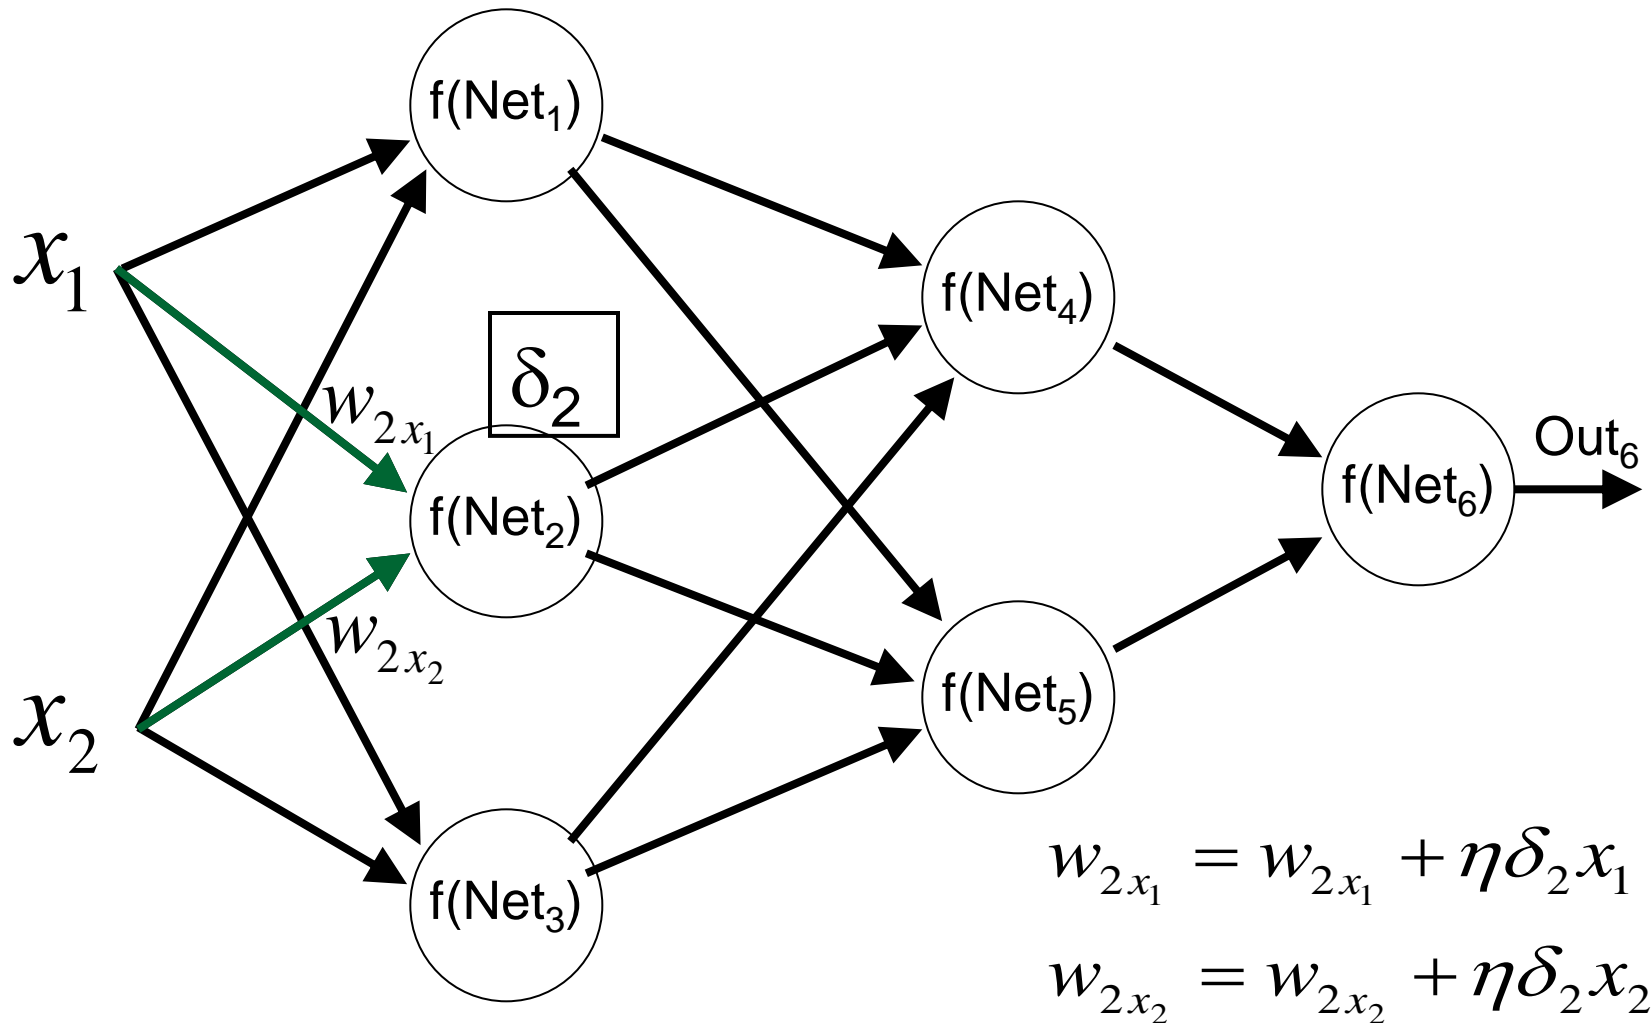 f(Net₁)
x₁
f(Net₄)
δ₂
w₂ₓ₁
Out₆
f(Net₆)
f(Net₂)
w₂ₓ₂
x₂
f(Net₅)
f(Net₃)
w₂ₓ₁ = w₂ₓ₁ + ηδ₂x₁
w₂ₓ₂ = w₂ₓ₂ + ηδ₂x₂